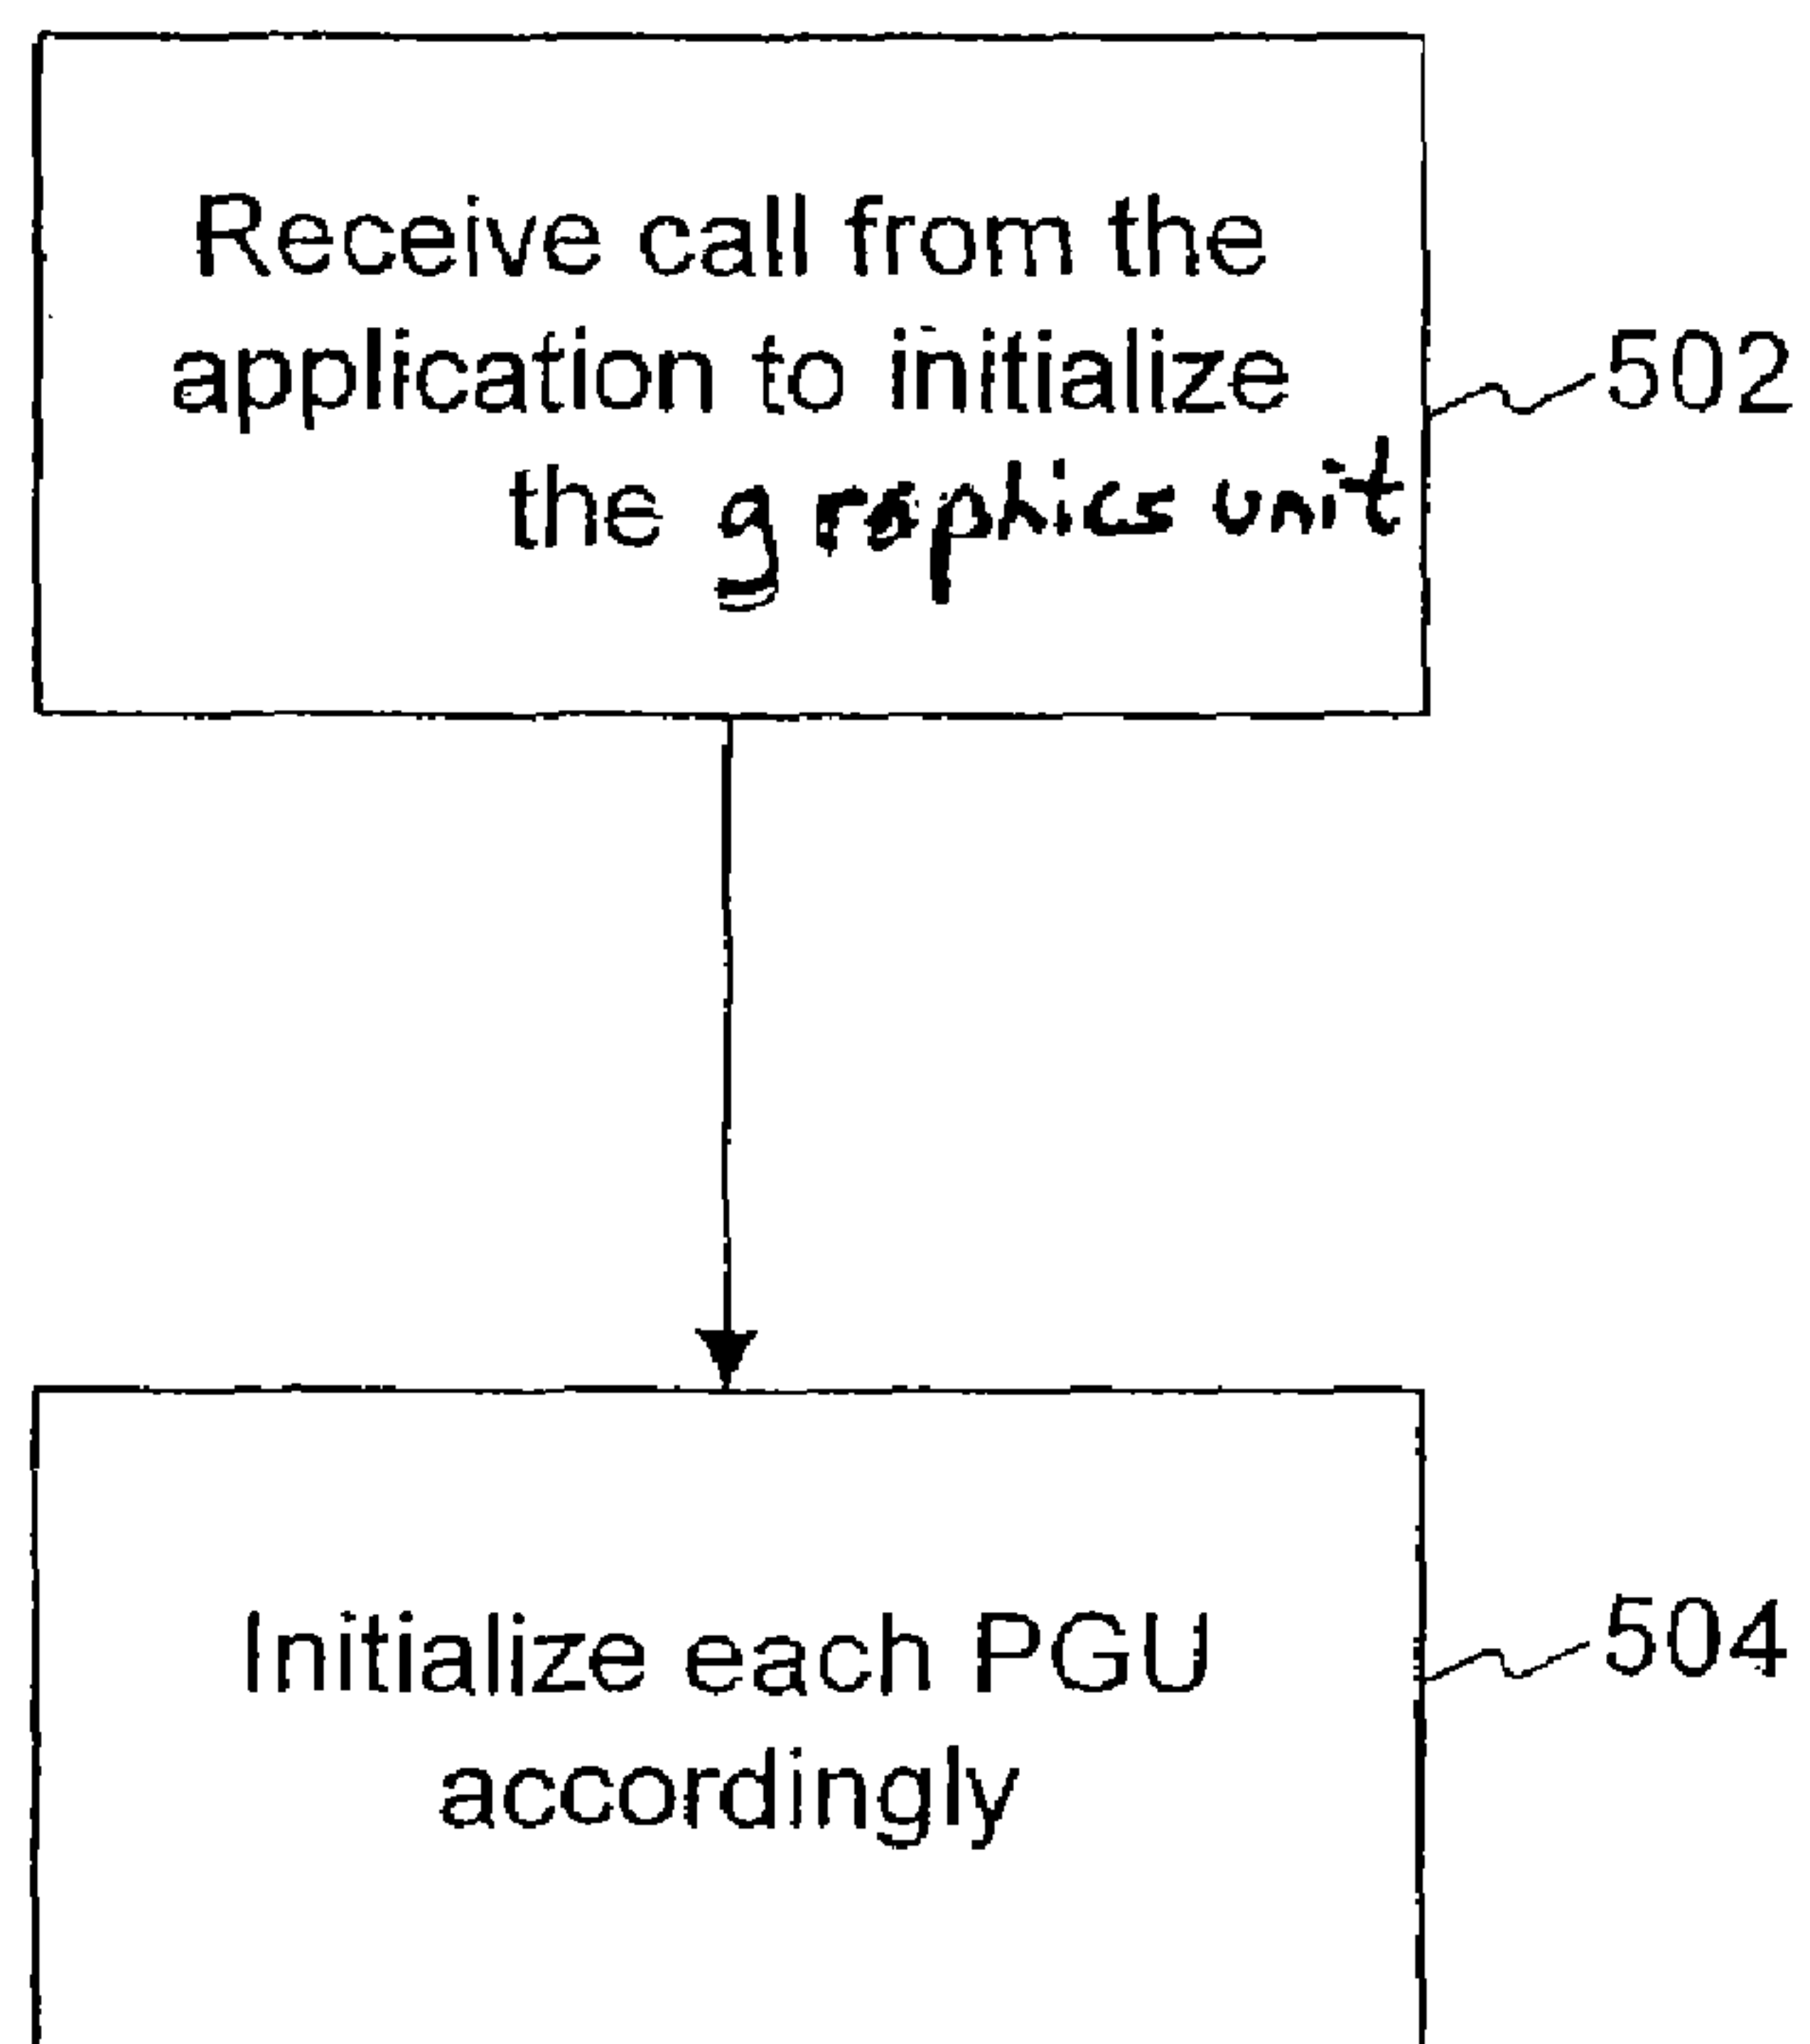 Receive call from the
application to initialize
the graphics unit
502
Initialize each PGU
accordingly
504